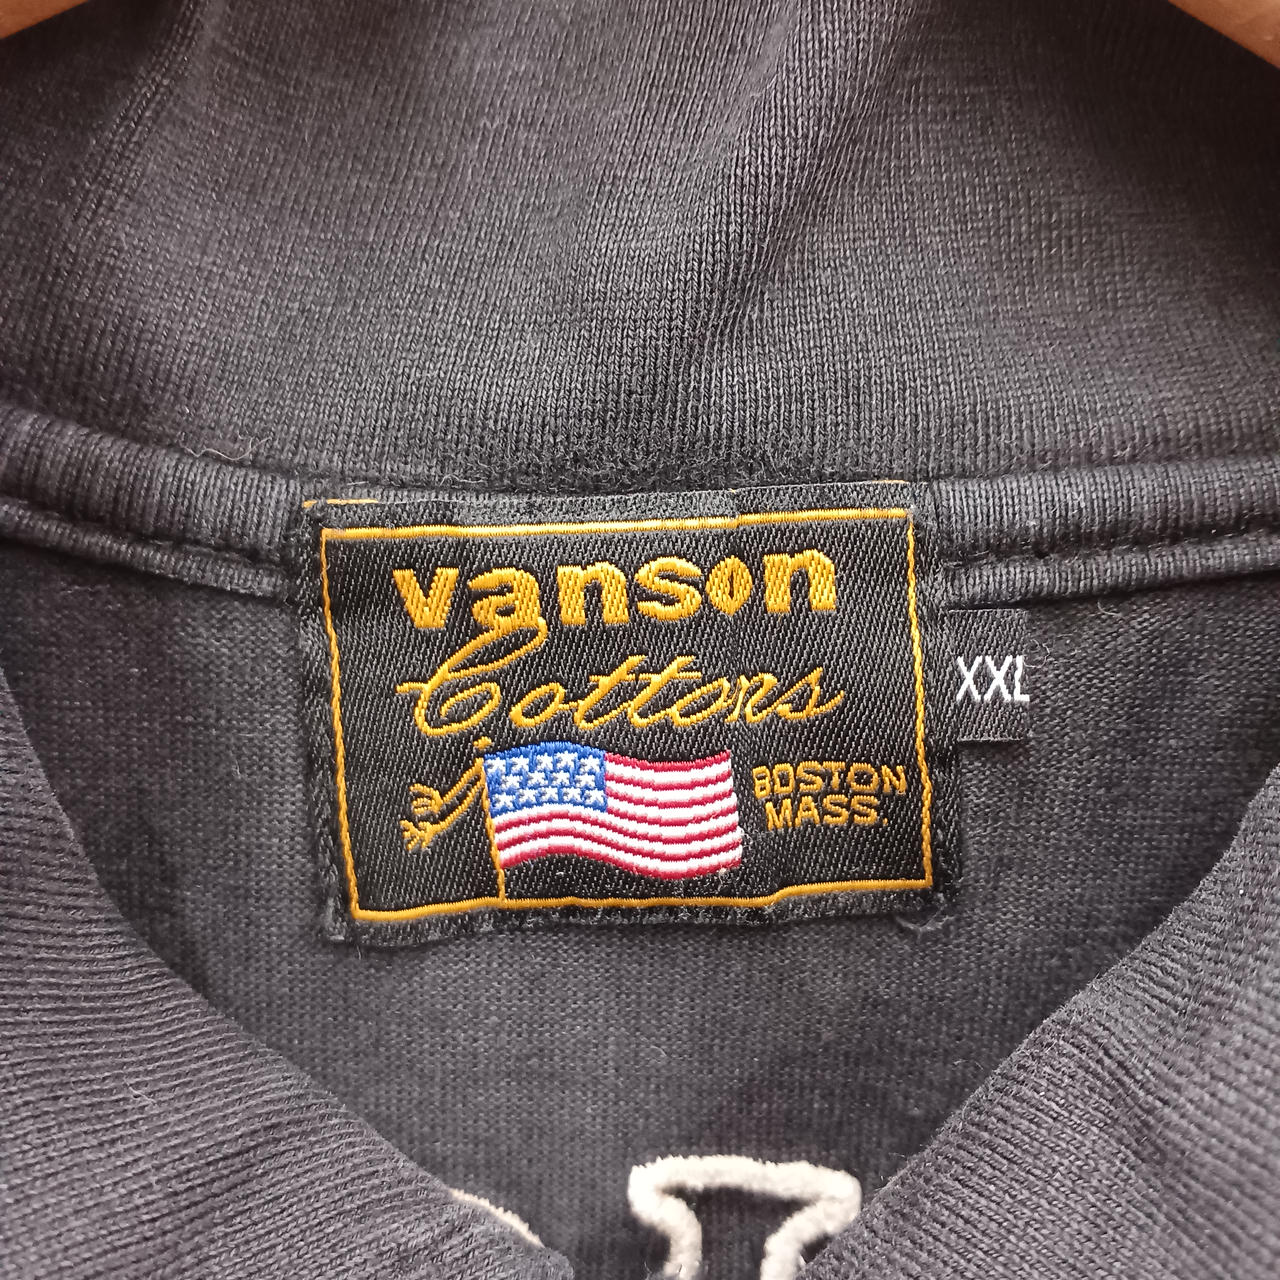 vanson
Cottons
BOSTON
MASS.
XXL